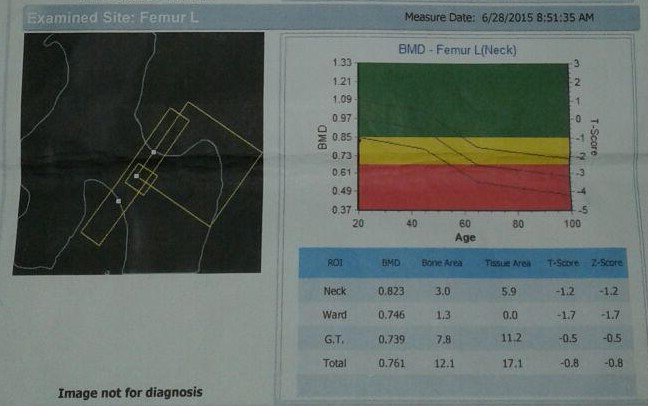 Examined Site: Femur L
Measure Date: 6/28/2015 8:51:35 AM
BMD - Femur L(Neck)
1.33
1.21
1.09
0.97
0.85
0.73
0.61
0.49
0.37
BMD
3
2
1
0
-1
-2
-3
-4
-5
T-Score
20 40 60 80 100
Age
ROI BMD Bone Area Tissue Area T-Score Z-Score
Neck 0.823 3.0 5.9 -1.2 -1.2
Ward 0.746 1.3 0.0 -1.7 -1.7
G.T. 0.739 7.8 11.2 -0.5 -0.5
Total 0.761 12.1 17.1 -0.8 -0.8
Image not for diagnosis